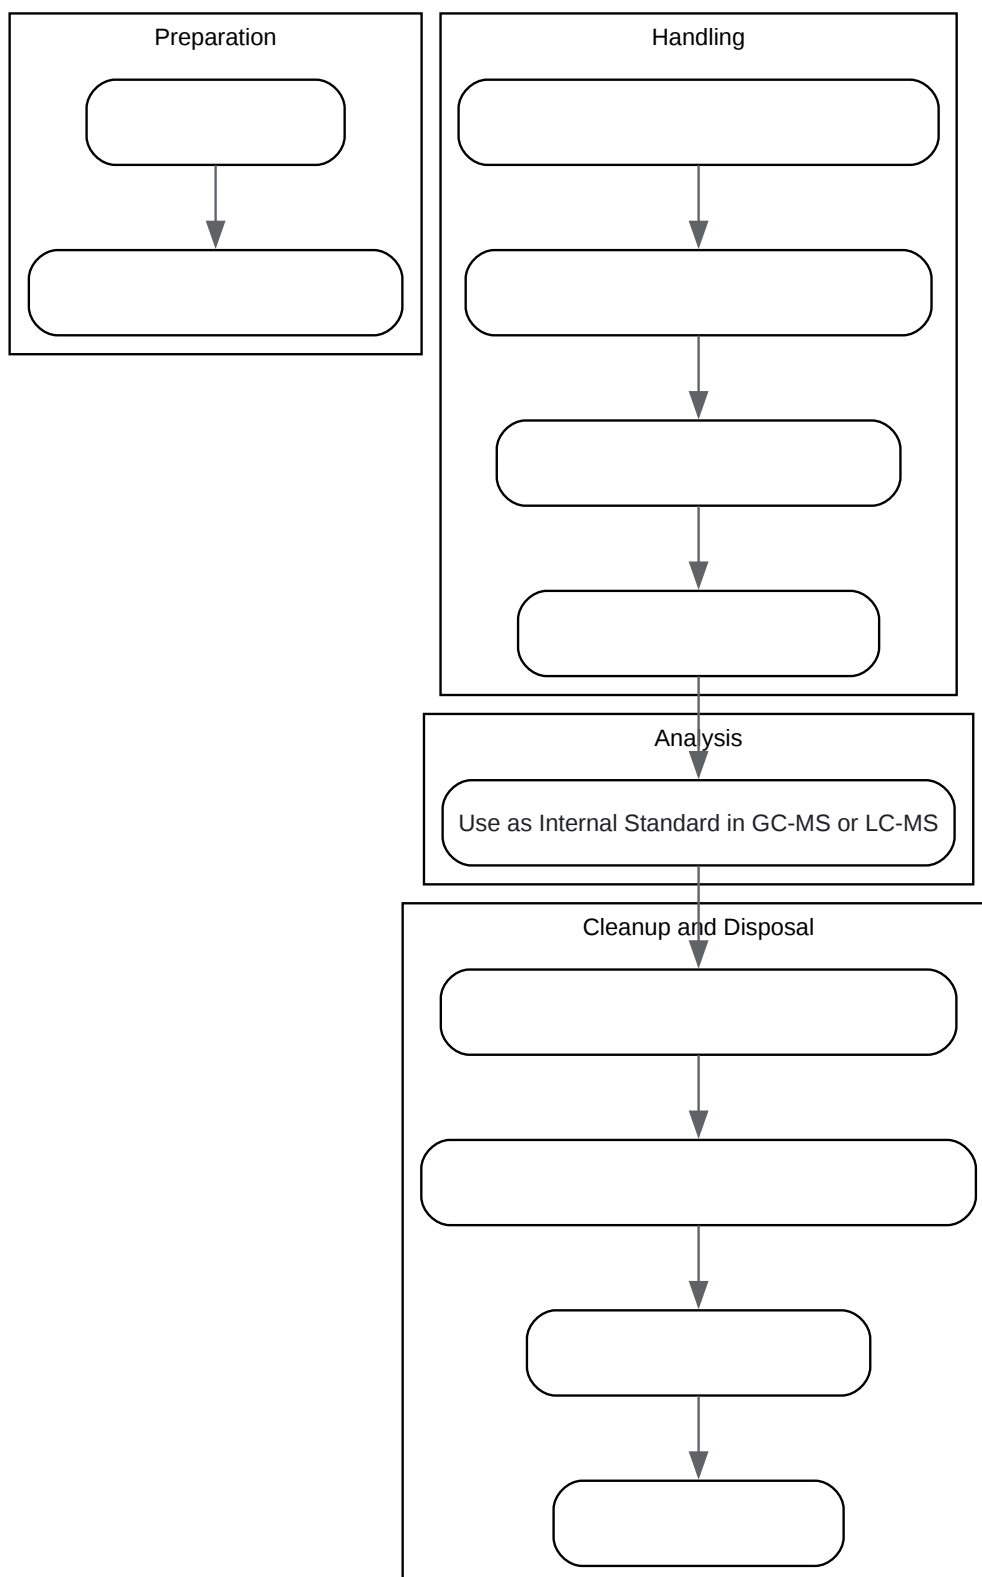 Preparation
Handling
Analysis
Use as Internal Standard in GC-MS or LC-MS
Cleanup and Disposal